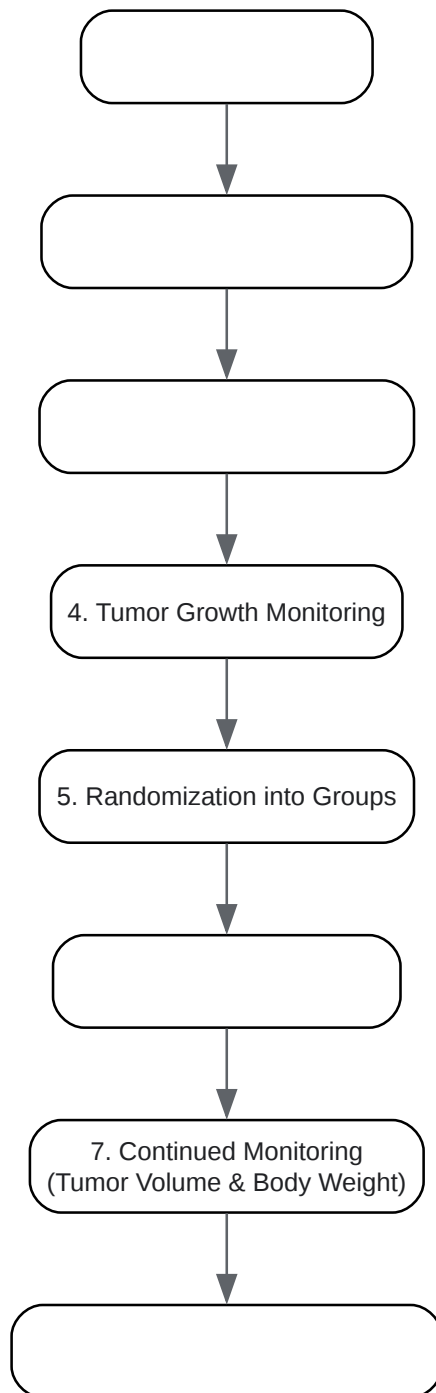 4. Tumor Growth Monitoring
5. Randomization into Groups
7. Continued Monitoring
(Tumor Volume & Body Weight)